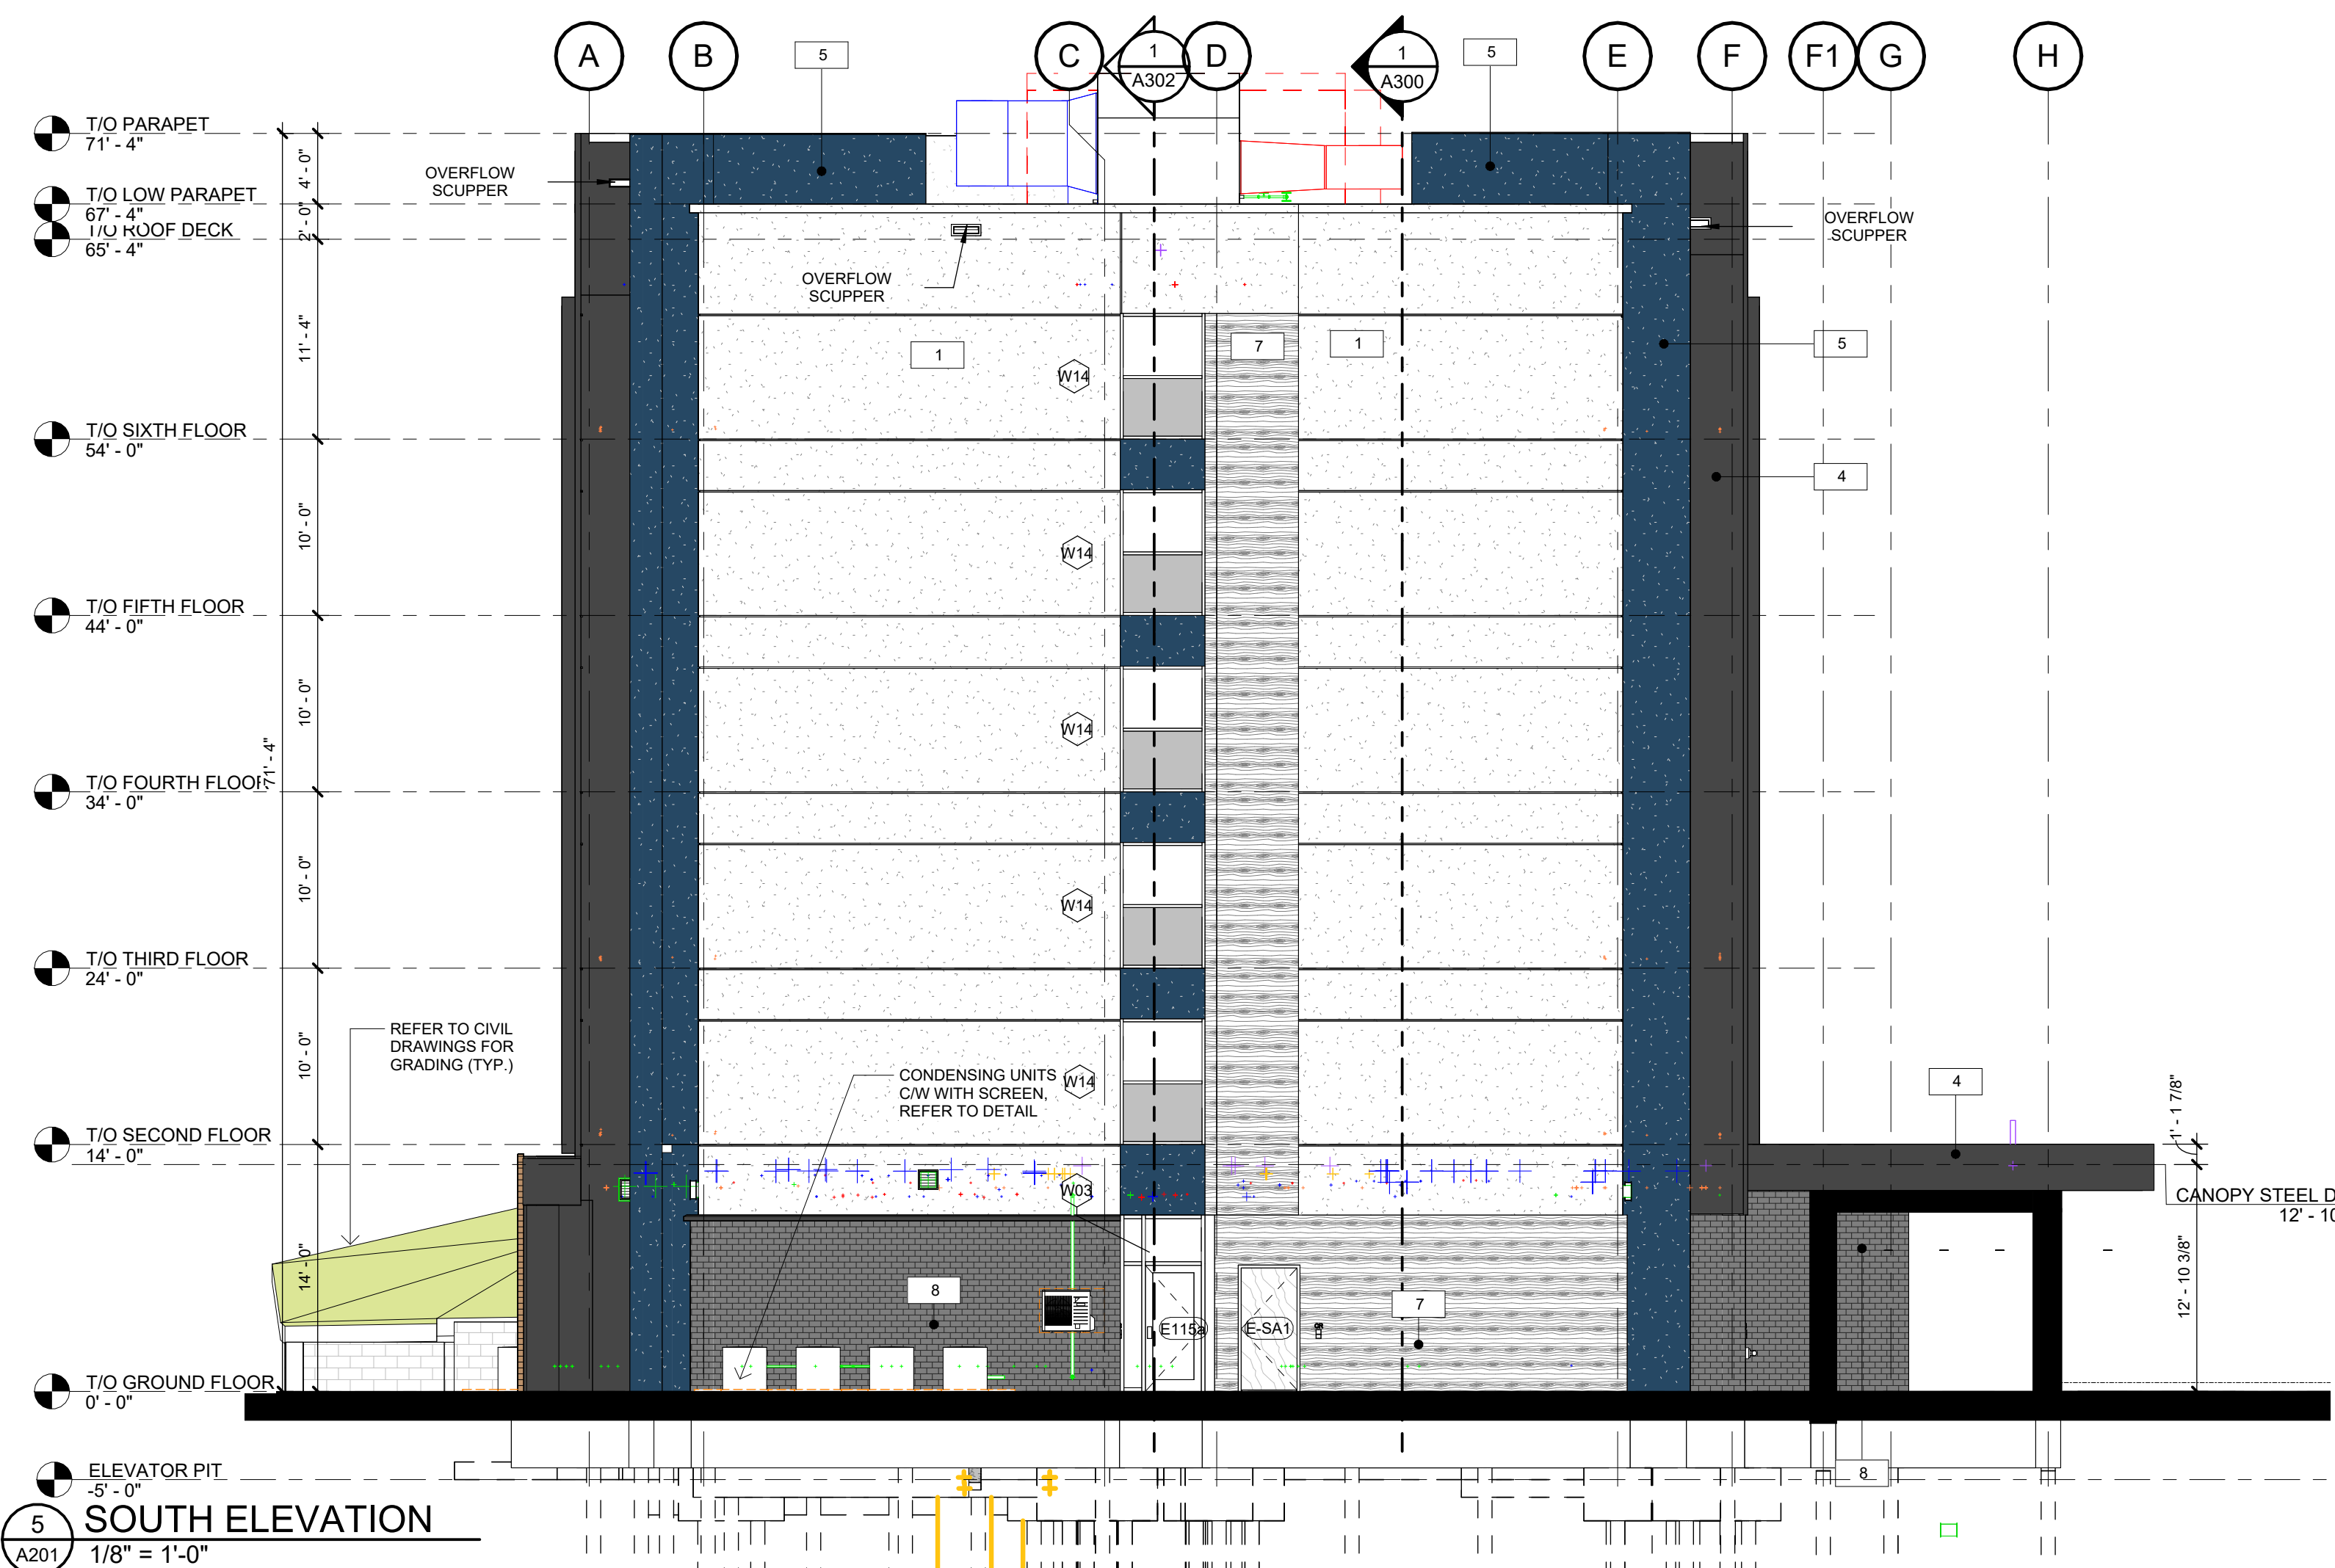 A
B
C
D
E
F
F1
G
H
1
A302
1
A300
5
5
T/O PARAPET
71' - 4"
T/O LOW PARAPET
67' - 4"
T/O ROOF DECK
65' - 4"
T/O SIXTH FLOOR
54' - 0"
T/O FIFTH FLOOR
44' - 0"
T/O FOURTH FLOOR
34' - 0"
T/O THIRD FLOOR
24' - 0"
T/O SECOND FLOOR
14' - 0"
T/O GROUND FLOOR
0' - 0"
ELEVATOR PIT
-5' - 0"
4' - 0"
2' - 0"
11' - 4"
10' - 0"
10' - 0"
10' - 0"
10' - 0"
14' - 0"
71' - 4"
OVERFLOW
SCUPPER
OVERFLOW
SCUPPER
OVERFLOW
SCUPPER
1
7
1
5
4
W14
W14
W14
W14
W14
W03
REFER TO CIVIL
DRAWINGS FOR
GRADING (TYP.)
CONDENSING UNITS
C/W WITH SCREEN,
REFER TO DETAIL
4
1' - 1 7/8"
CANOPY STEEL D
12' - 10
12' - 10 3/8"
8
E115a
E-SA1
7
8
5
A201
SOUTH ELEVATION
1/8" = 1'-0"